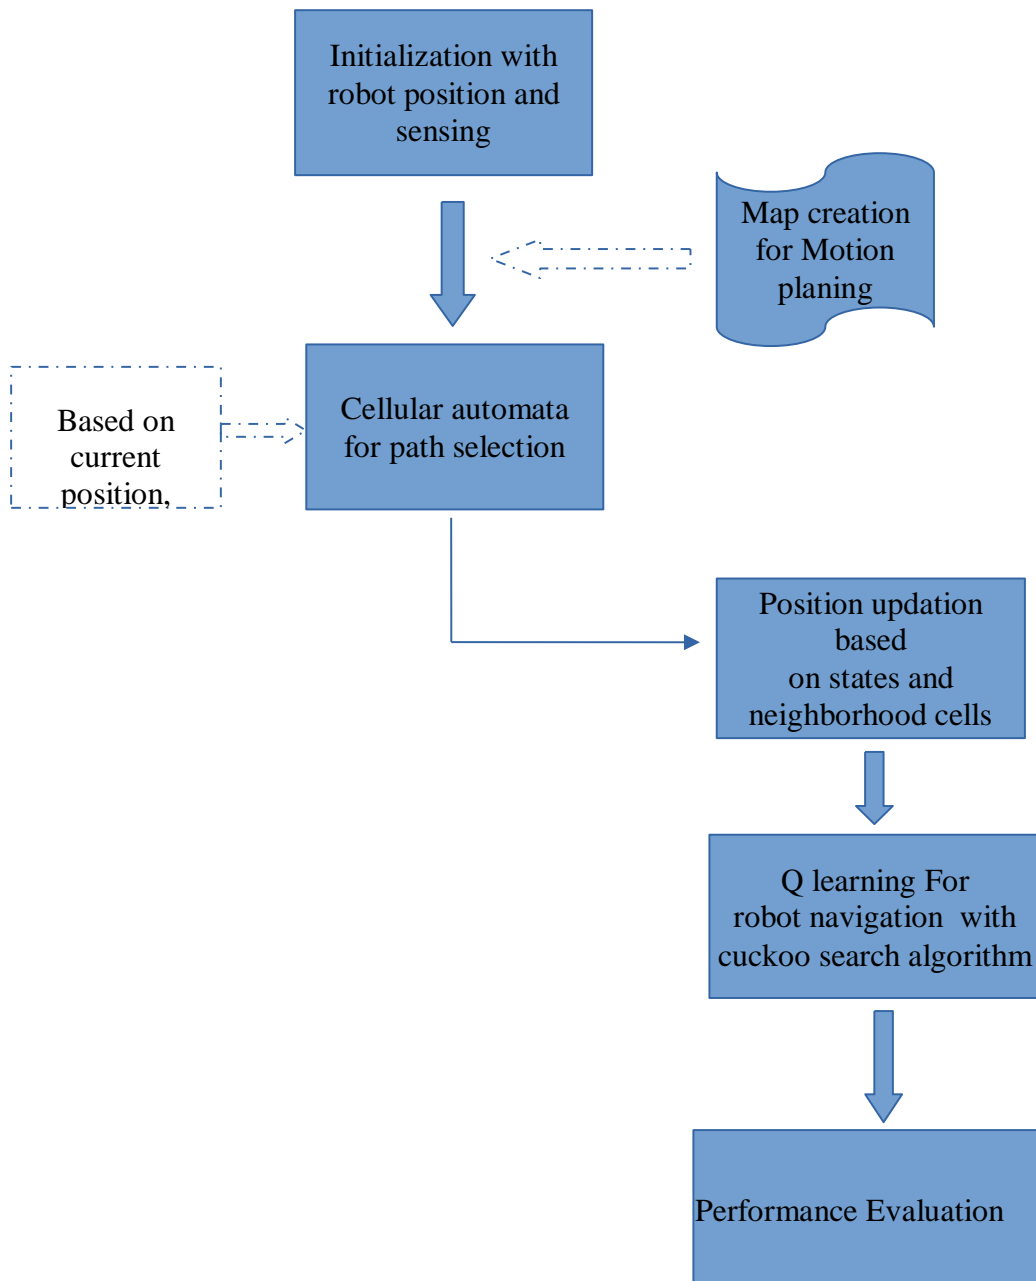 Initialization with
robot position and
sensing
Map creation
for Motion
planing
Based on
current
position,
Cellular automata
for path selection
Position updation
based
on states and
neighborhood cells
Q learning For
robot navigation with
cuckoo search algorithm
Performance Evaluation